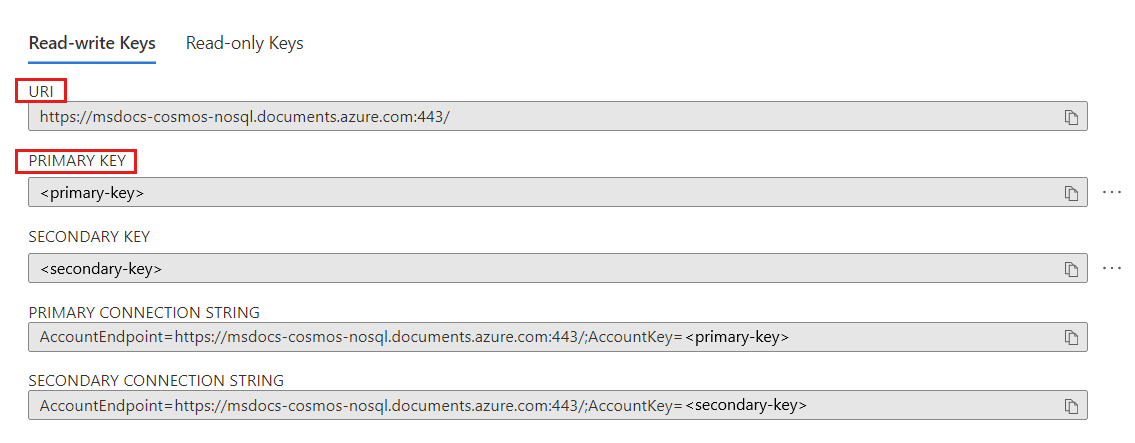 Read-write Keys Read-only Keys
URI
https://msdocs-cosmos-nosql.documents.azure.com:443/
PRIMARY KEY
<primary-key>
SECONDARY KEY
<secondary-key>
PRIMARY CONNECTION STRING
AccountEndpoint=https://msdocs-cosmos-nosql.documents.azure.com:443/;AccountKey=<primary-key>
SECONDARY CONNECTION STRING
AccountEndpoint=https://msdocs-cosmos-nosql.documents.azure.com:443/;AccountKey=<secondary-key>